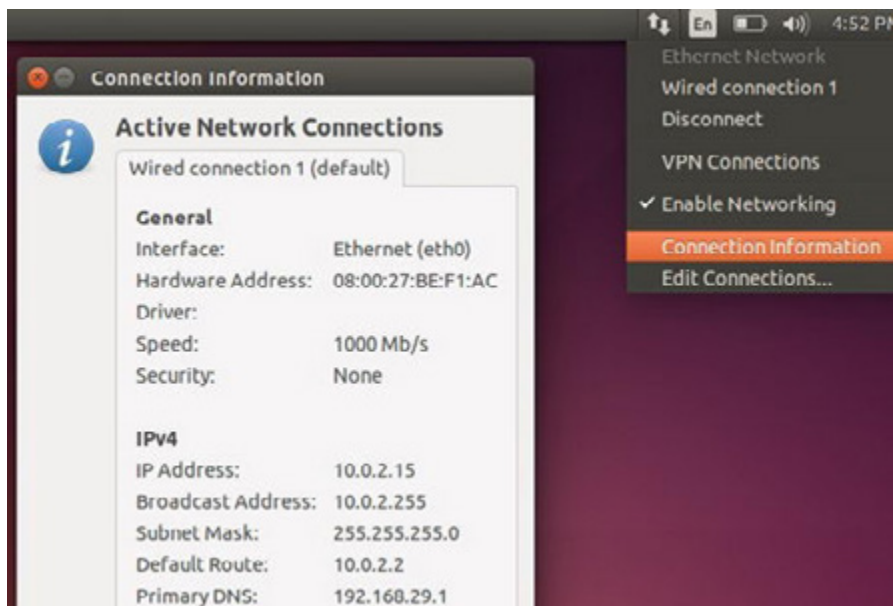 En 4:52 PM
Ethernet Network
Wired connection 1
Disconnect
VPN Connections
Enable Networking
Connection Information
Edit Connections...
Connection Information
Active Network Connections
Wired connection 1 (default)
General
Interface: Ethernet (eth0)
Hardware Address: 08:00:27:BE:F1:AC
Driver:
Speed: 1000 Mb/s
Security: None
IPv4
IP Address: 10.0.2.15
Broadcast Address: 10.0.2.255
Subnet Mask: 255.255.255.0
Default Route: 10.0.2.2
Primary DNS: 192.168.29.1